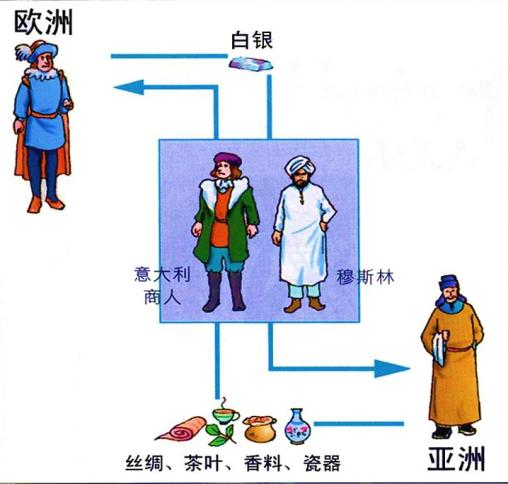 欧洲
白银
意大利
商人
穆斯林
丝绸、茶叶、香料、瓷器
亚洲